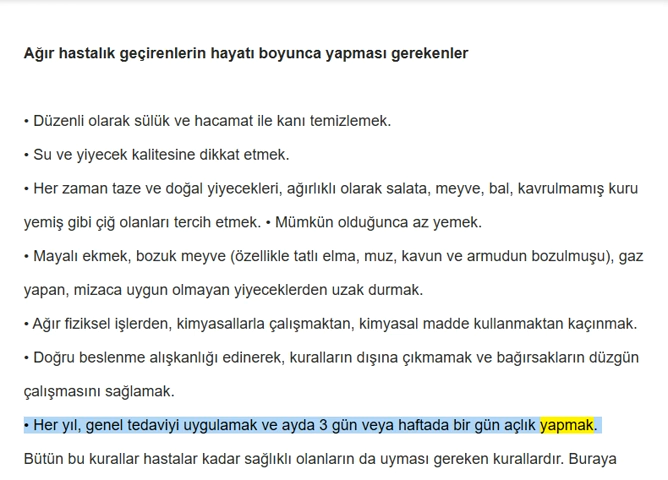 Ağır hastalık geçirenlerin hayatı boyunca yapması gerekenler
• Düzenli olarak sülük ve hacamat ile kanı temizlemek.
• Su ve yiyecek kalitesine dikkat etmek.
• Her zaman taze ve doğal yiyecekleri, ağırlıklı olarak salata, meyve, bal, kavrulmamış kuru
yemiş gibi çiğ olanları tercih etmek. • Mümkün olduğunca az yemek.
• Mayalı ekmek, bozuk meyve (özellikle tatlı elma, muz, kavun ve armudun bozulmuşu), gaz
yapan, mizaca uygun olmayan yiyeceklerden uzak durmak.
• Ağır fiziksel işlerden, kimyasallarla çalışmaktan, kimyasal madde kullanmaktan kaçınmak.
• Doğru beslenme alışkanlığı edinerek, kuralların dışına çıkmamak ve bağırsakların düzgün
çalışmasını sağlamak.
• Her yıl, genel tedaviyi uygulamak ve ayda 3 gün veya haftada bir gün açlık yapmak.
Bütün bu kurallar hastalar kadar sağlıklı olanların da uyması gereken kurallardır. Buraya